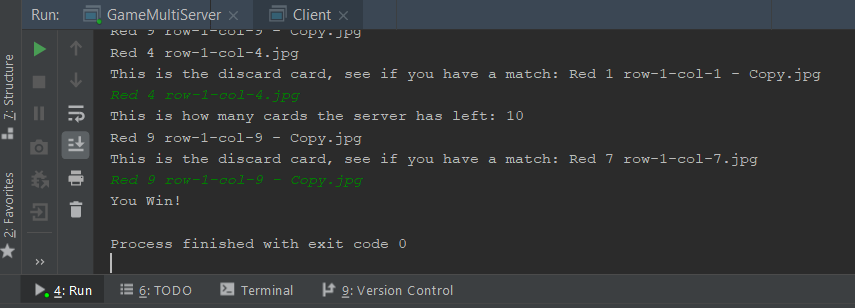 Run: GameMultiServer × Client ×
Red 9 row-1-col-9 - Copy.jpg
Red 4 row-1-col-4.jpg
This is the discard card, see if you have a match: Red 1 row-1-col-1 - Copy.jpg
Red 4 row-1-col-4.jpg
This is how many cards the server has left: 10
Red 9 row-1-col-9 - Copy.jpg
This is the discard card, see if you have a match: Red 7 row-1-col-7.jpg
Red 9 row-1-col-9 - Copy.jpg
You Win!
Process finished with exit code 0
7: Structure
2: Favorites
»
4: Run 6: TODO Terminal 9: Version Control